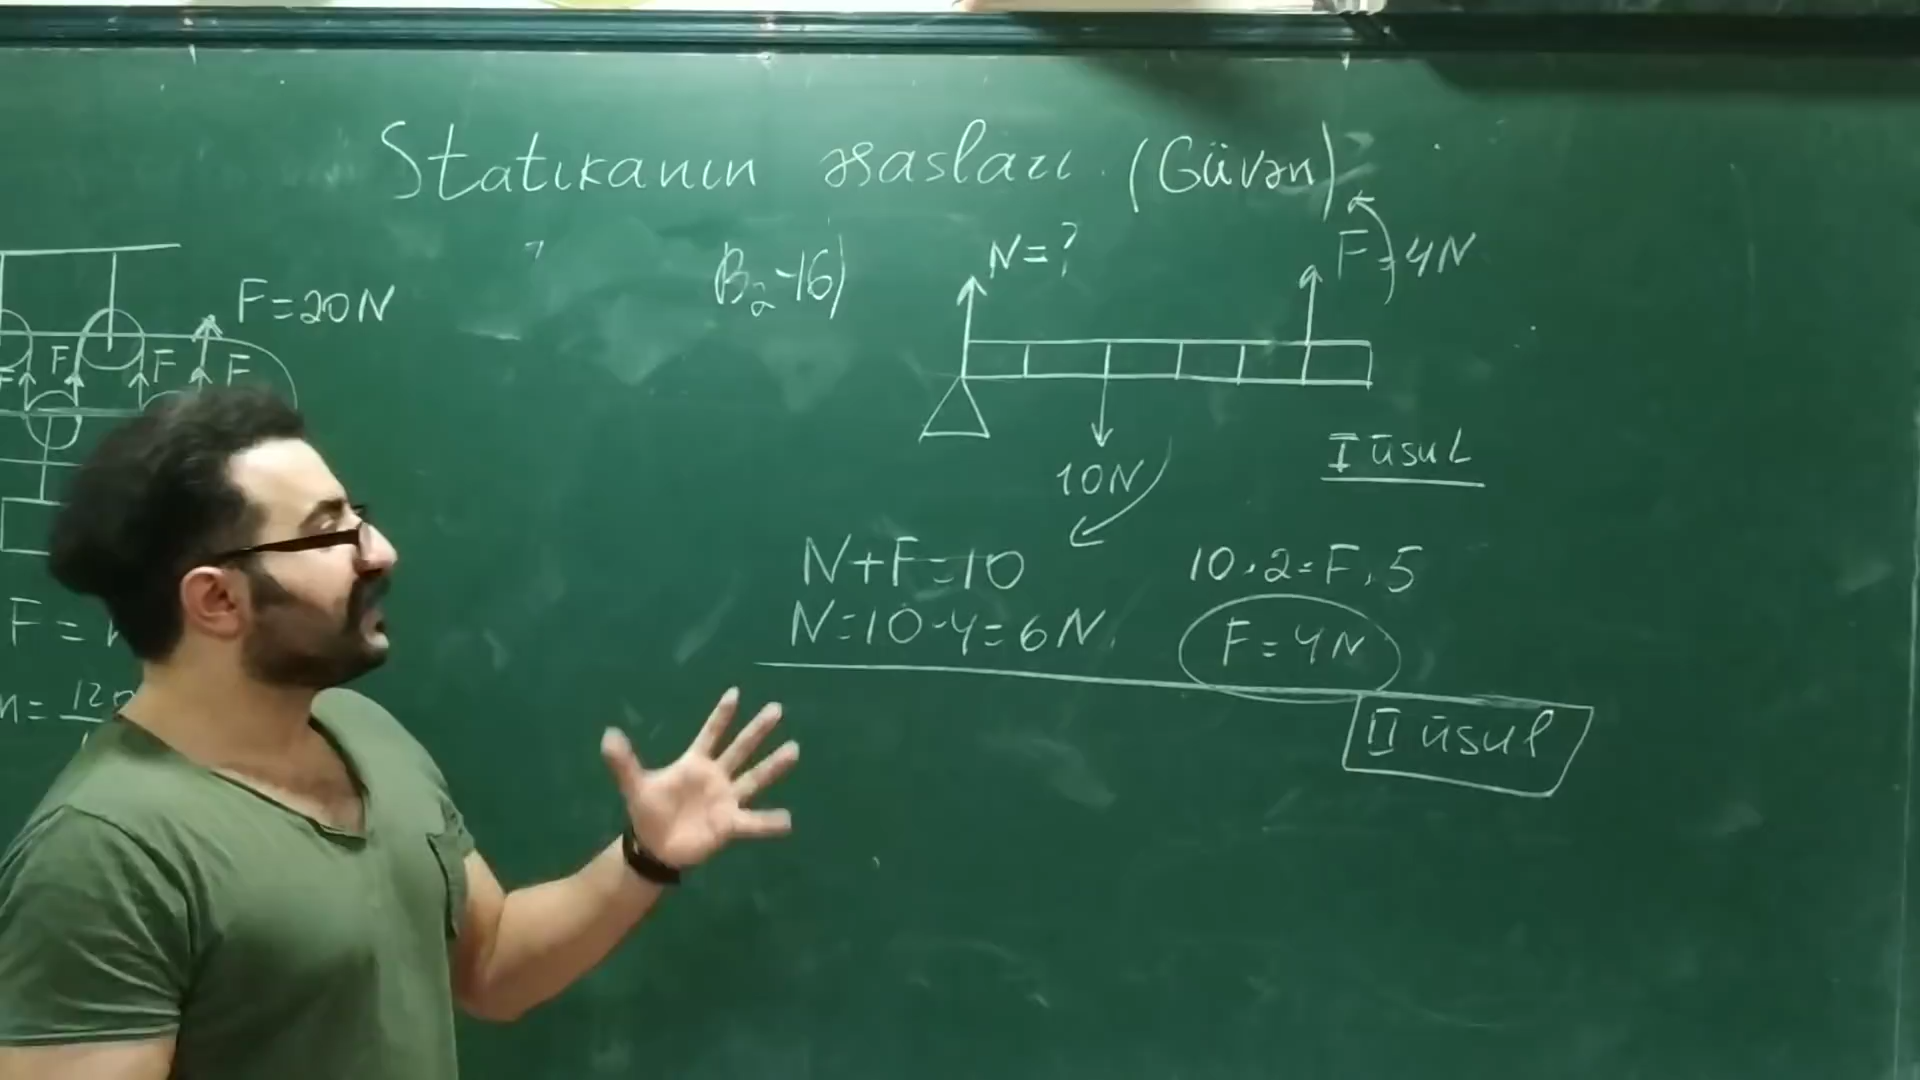 Statikanın əsasları. (Güvən)
F=20N
F
F
F
F
B₂-16)
N=?
F=4N
10N
I üsul
N+F=10
N=10-4=6N.
10.2=F.5
F=4N
II üsul
F=
=120